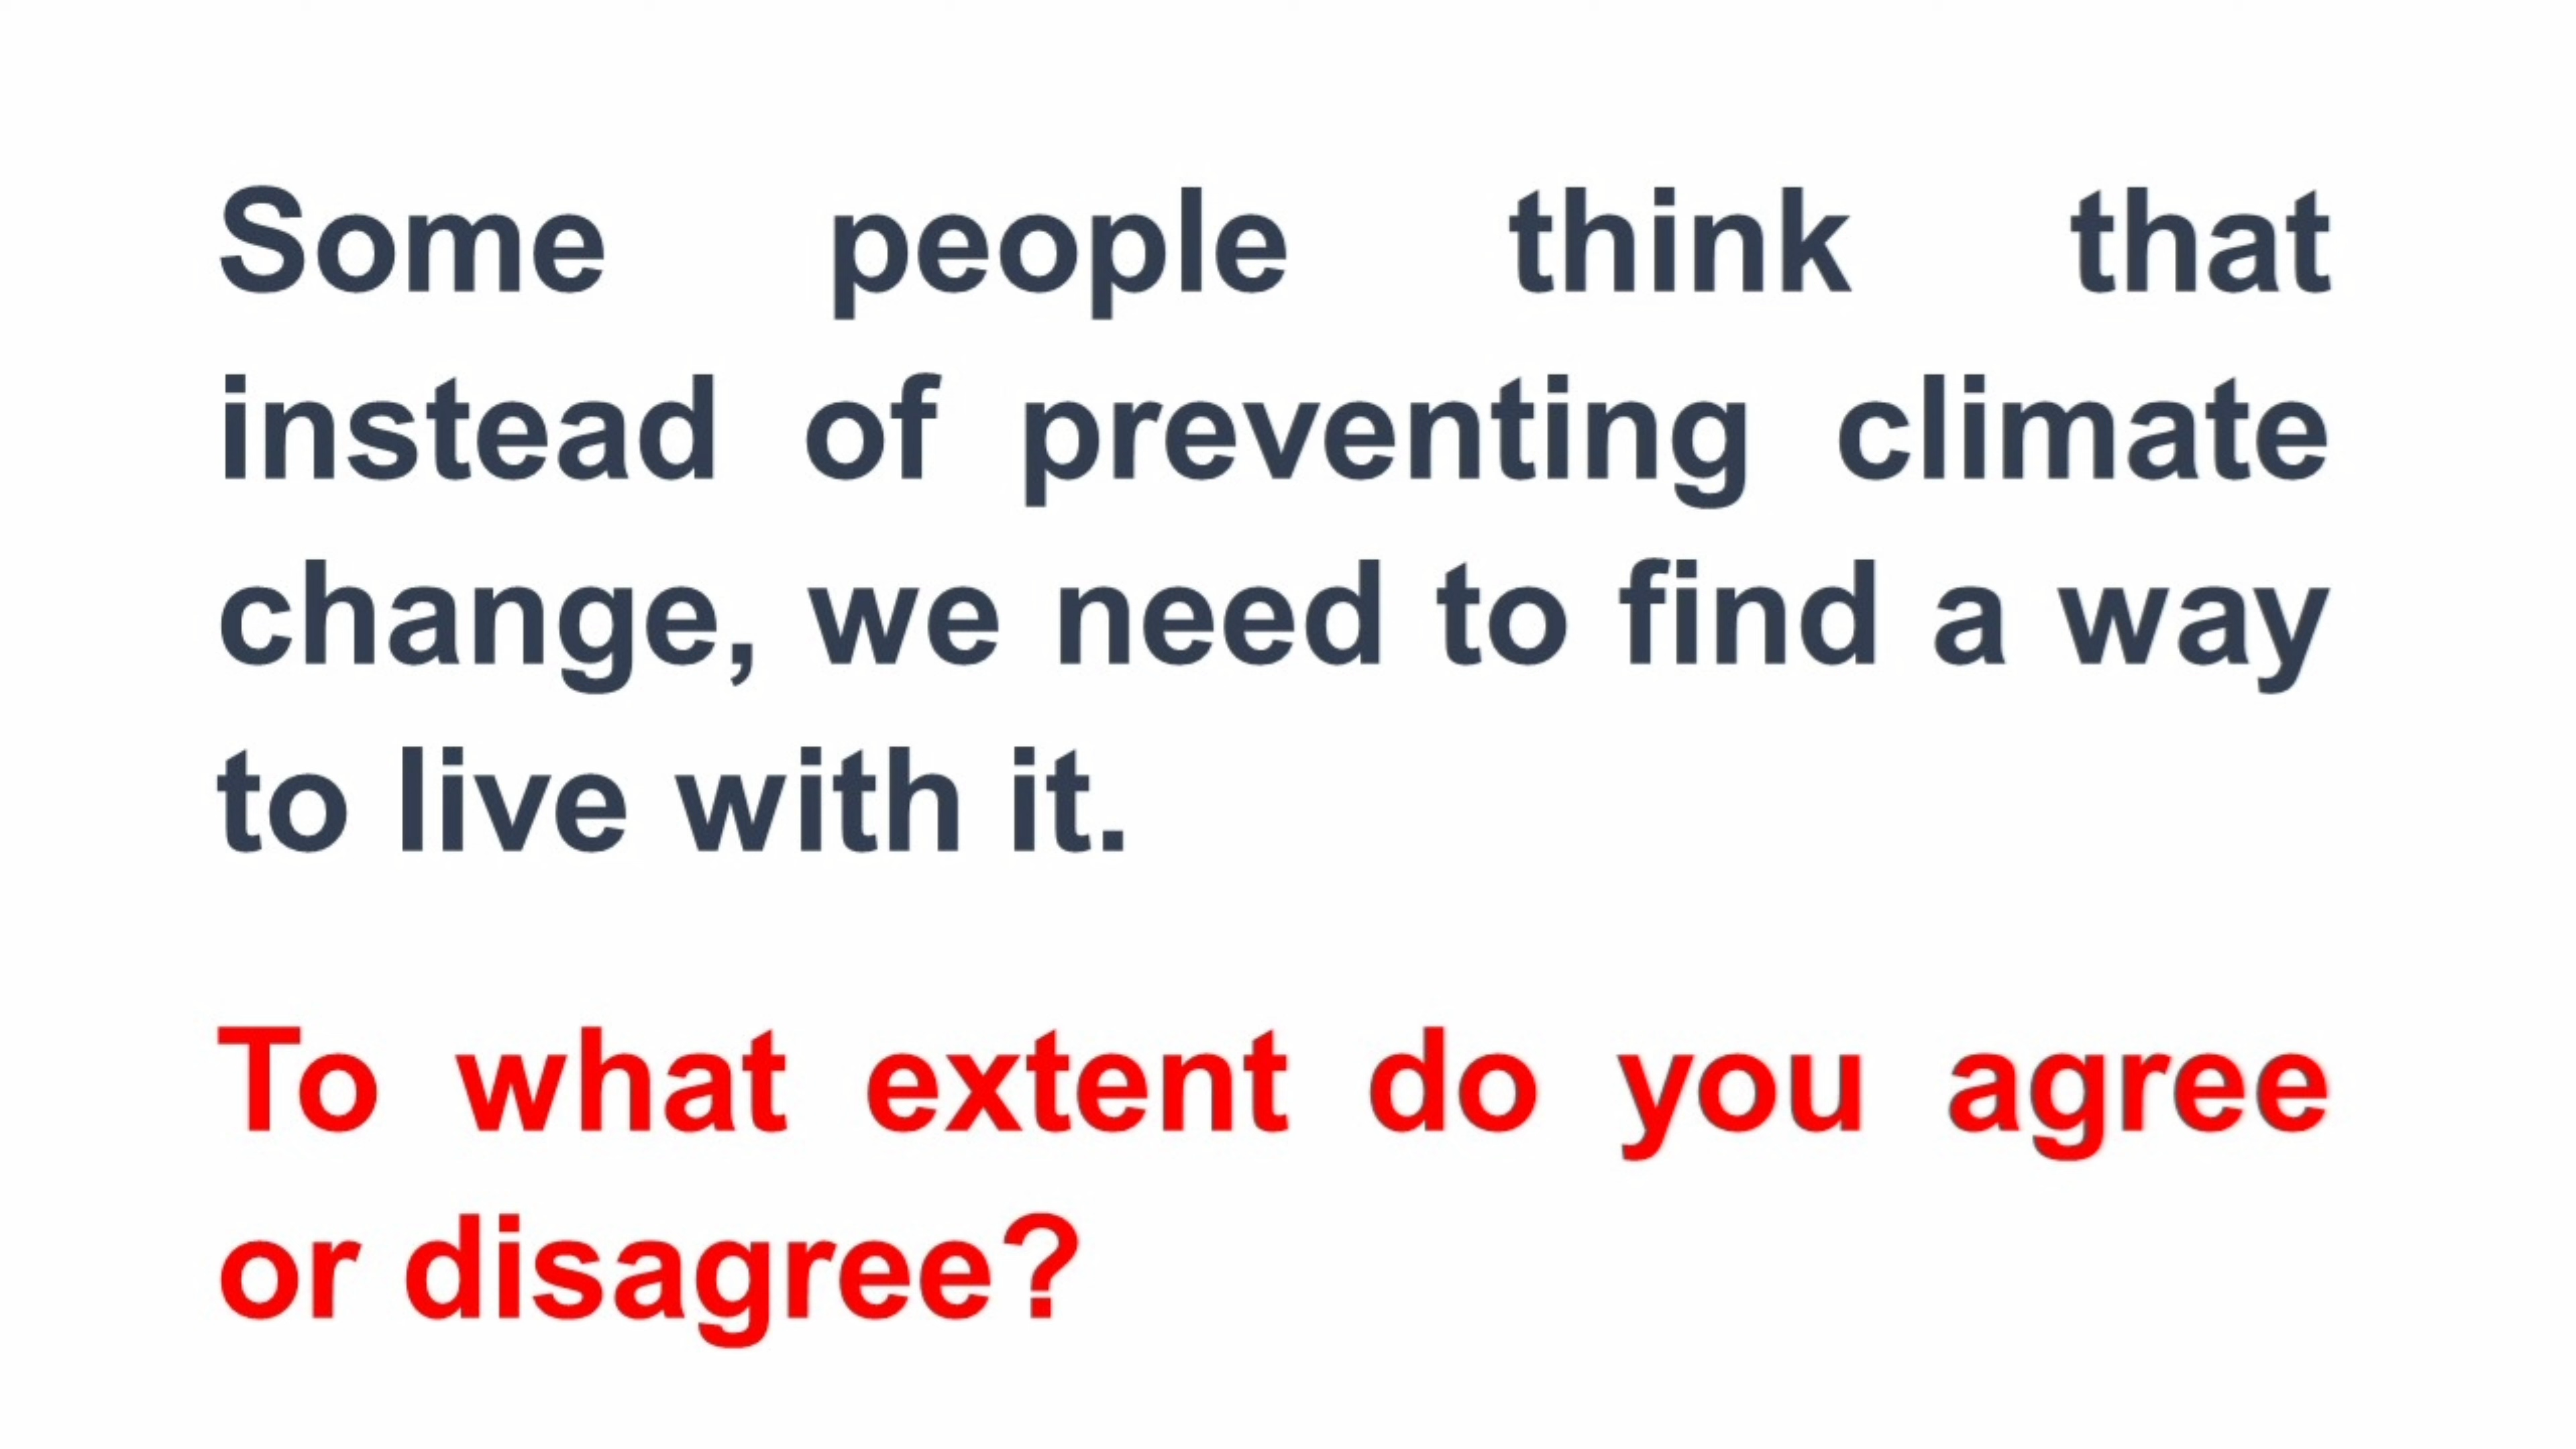 Some people think that
instead of preventing climate
change, we need to find a way
to live with it.
To what extent do you agree
or disagree?